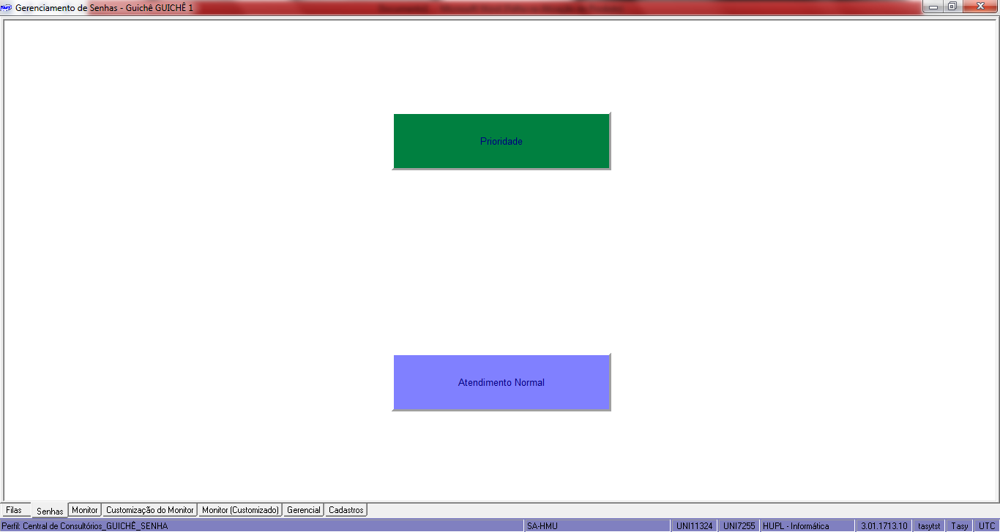 Gerenciamento de Senhas - Guichê GUICHÊ 1
Prioridade
Atendimento Normal
Filas Senhas Monitor Customização do Monitor Monitor (Customizado) Gerencial Cadastros
Perfil: Central de Consultórios_GUICHÊ_SENHA SA-HMU UNI11324 UNI7255 HUPL - Informática 3.01.1713.10 tasytst Tasy UTC